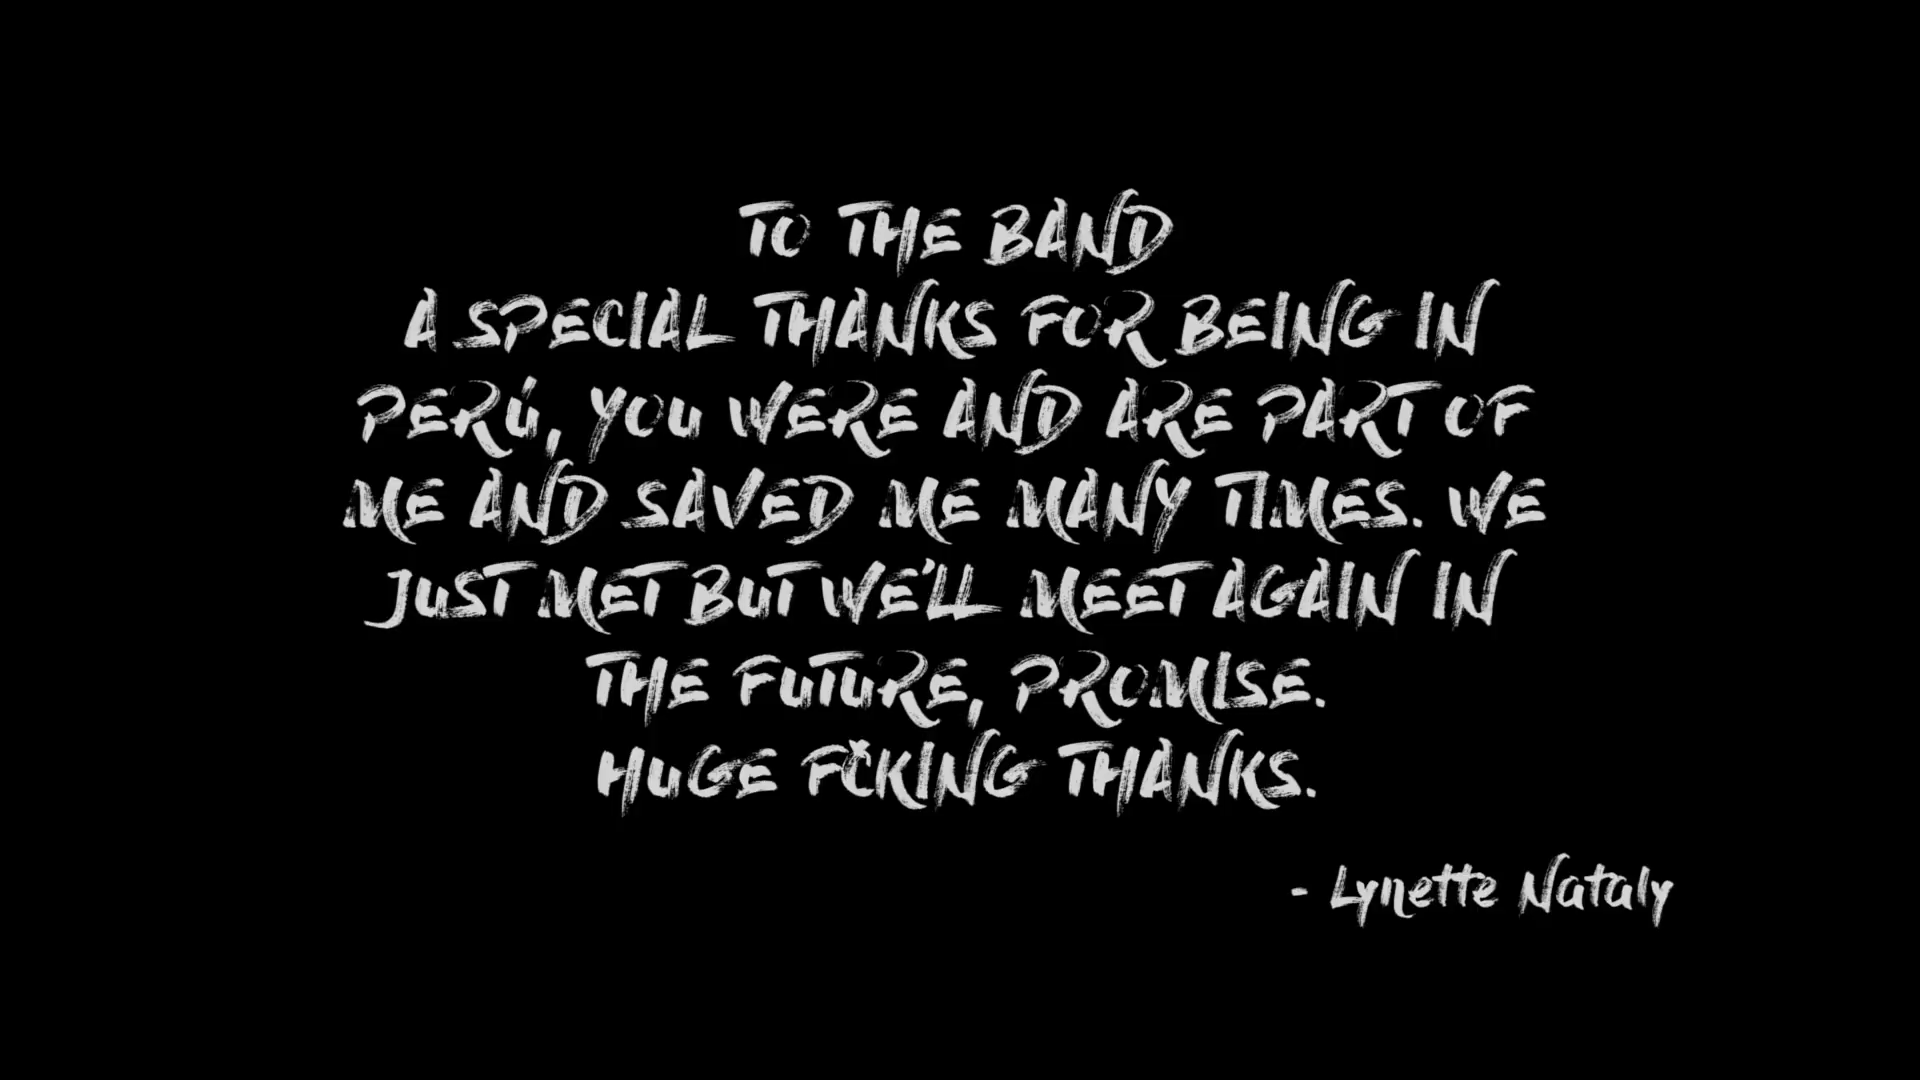 TO THE BAND
A SPECIAL THANKS FOR BEING IN
PERÚ, YOU WERE AND ARE PART OF
ME AND SAVED ME MANY TIMES. WE
JUST MET BUT WE'LL MEET AGAIN IN
THE FUTURE, PROMISE.
HUGE FČKING THANKS.
- Lynette Nataly